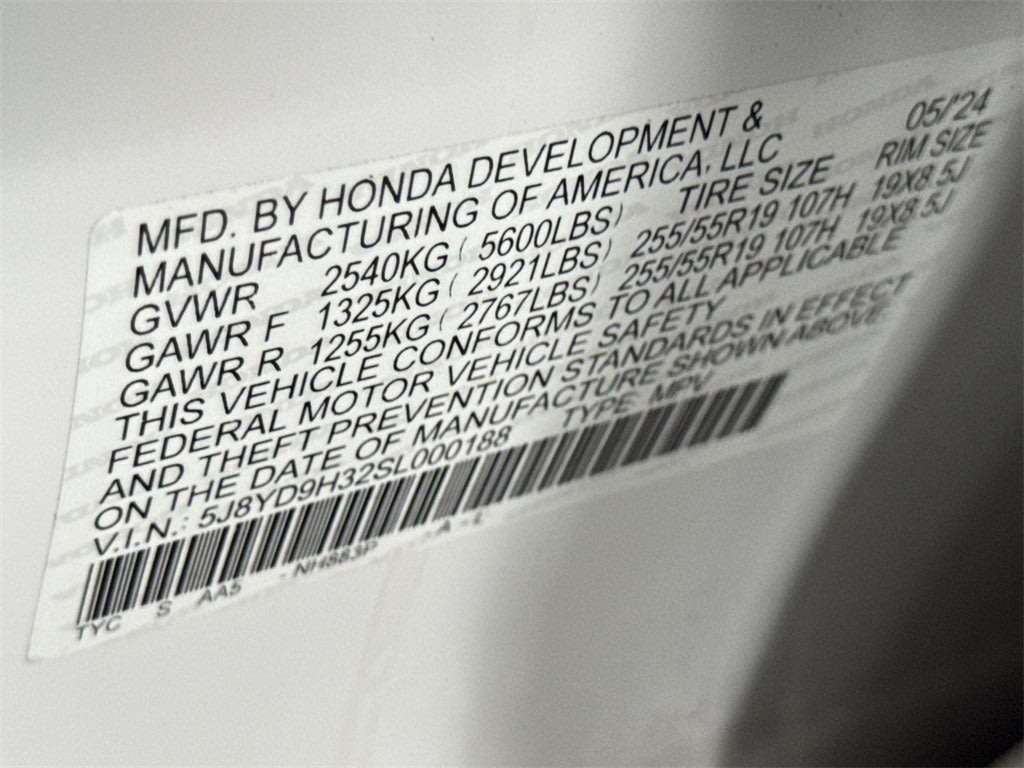 05/'24
MFD. BY HONDA DEVELOPMENT &
MANUFACTURING OF AMERICA, LLC
GVWR 2540KG ( 5600LBS) TIRE SIZE RIM SIZE
GAWR F 1325KG ( 2921LBS) 255/55R19 107H 19X8.5J
GAWR R 1255KG ( 2767LBS) 255/55R19 107H 19X8.5J
THIS VEHICLE CONFORMS TO ALL APPLICABLE
FEDERAL MOTOR VEHICLE SAFETY
AND THEFT PREVENTION STANDARDS IN EFFECT
ON THE DATE OF MANUFACTURE SHOWN ABOVE.
V.I.N.: 5J8YD9H32SL000188 TYPE: MPV
TYC S AA5 - NH883P A - L